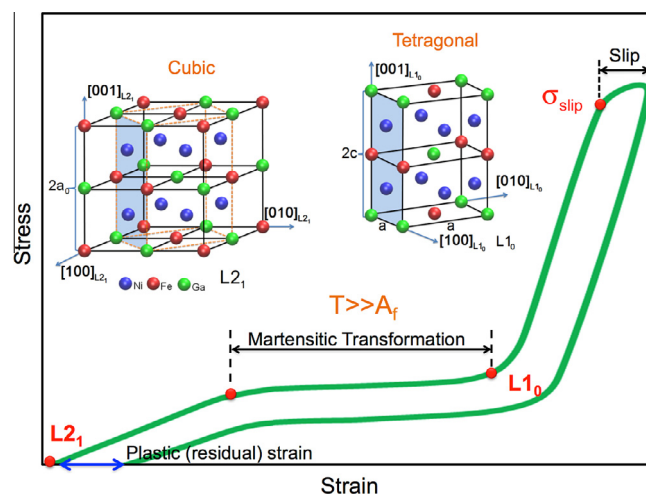 Cubic
Tetragonal
Slip
[001]L2₁
[001]L1₀
σslip
2a₀
2c
[010]L2₁
[010]L1₀
a a
[100]L1₀
L1₀
[100]L2₁
Ni Fe Ga
L2₁
T>>Af
Martensitic Transformation
L1₀
L2₁
Plastic (residual) strain
Stress
Strain